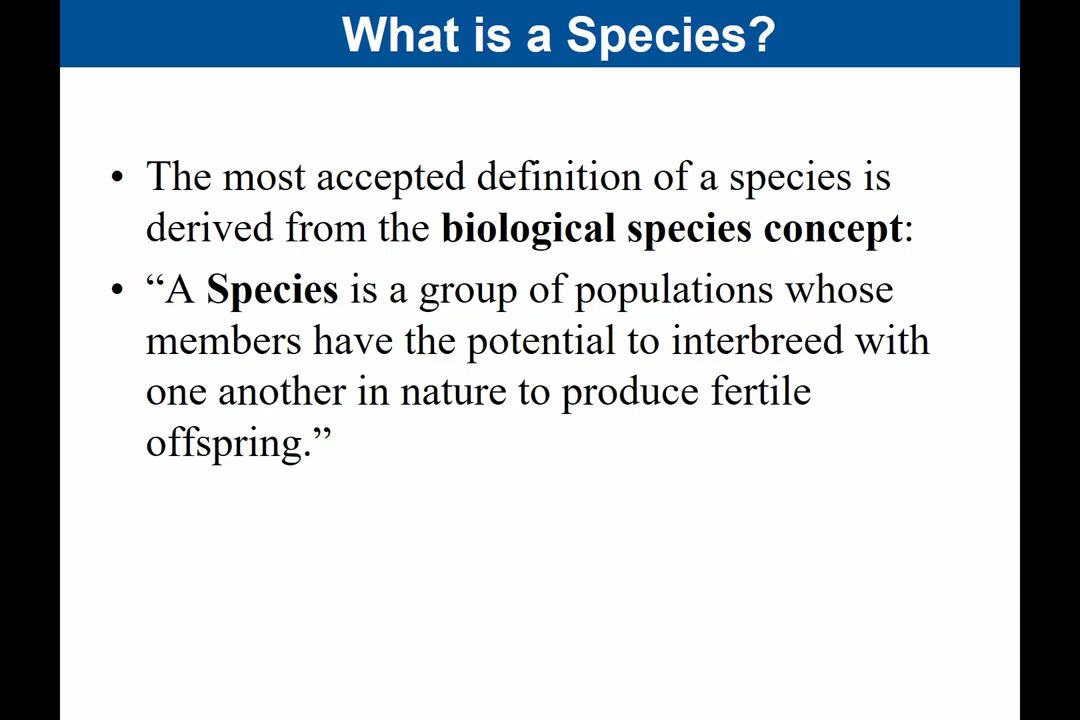 What is a Species?
• The most accepted definition of a species is
derived from the biological species concept:
• “A Species is a group of populations whose
members have the potential to interbreed with
one another in nature to produce fertile
offspring.”